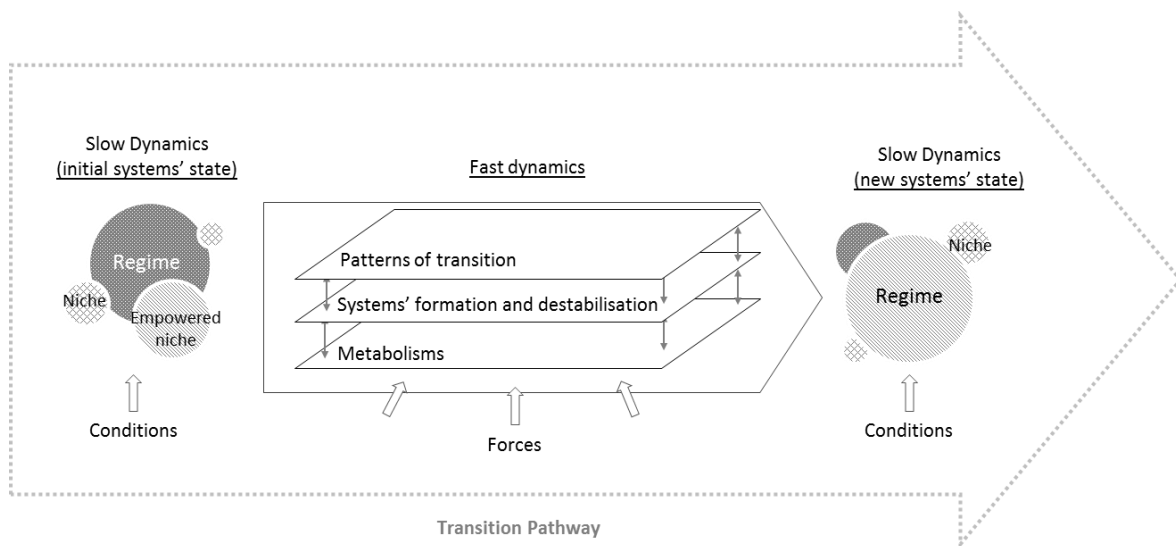 Slow Dynamics
(initial systems' state)
Regime
Niche
Empowered
niche
Conditions
Fast dynamics
Patterns of transition
Systems' formation and destabilisation
Metabolisms
Forces
Slow Dynamics
(new systems' state)
Niche
Regime
Conditions
Transition Pathway